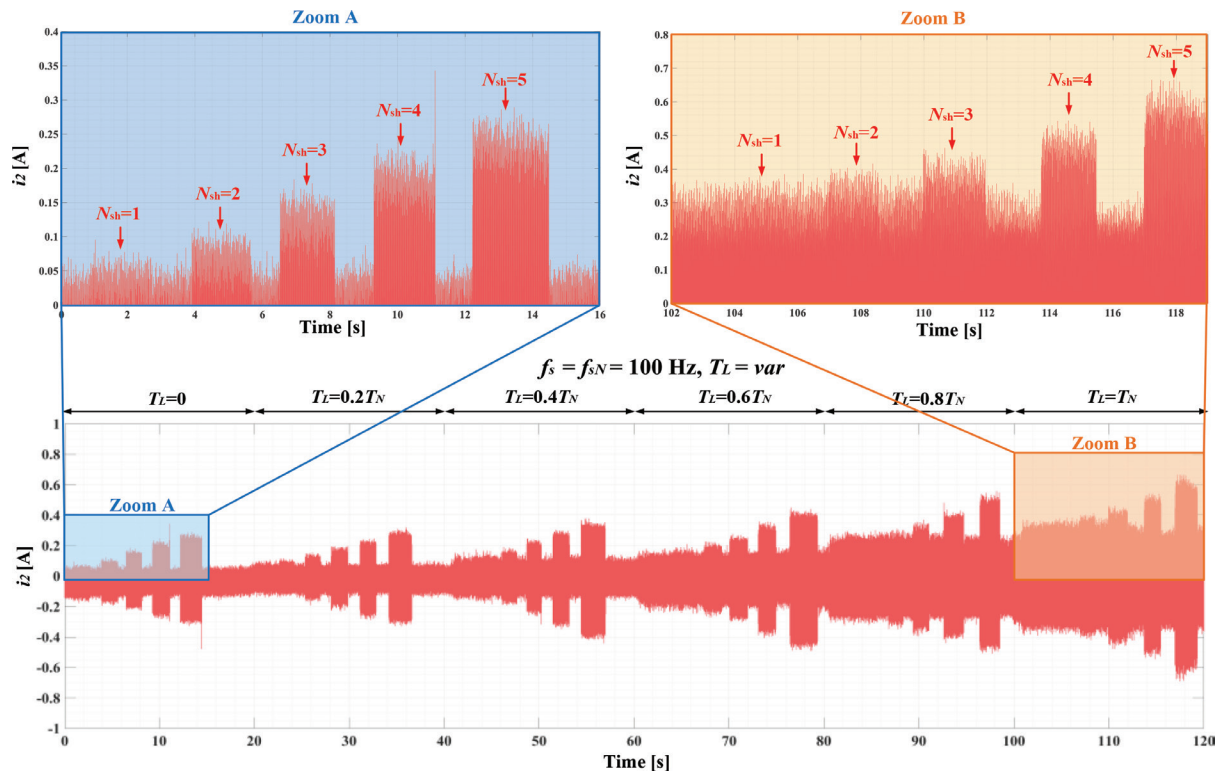 Zoom A
Zoom B
0.4
0.35
0.3
0.25
0.2
0.15
0.1
0.05
0
i2 [A]
Nsh=1
Nsh=2
Nsh=3
Nsh=4
Nsh=5
0 2 4 6 8 10 12 14 16
Time [s]
0.8
0.7
0.6
0.5
0.4
0.3
0.2
0.1
0
i2 [A]
Nsh=1
Nsh=2
Nsh=3
Nsh=4
Nsh=5
102 104 106 108 110 112 114 116 118
Time [s]
fs = fsN = 100 Hz, TL = var
TL=0 TL=0.2TN TL=0.4TN TL=0.6TN TL=0.8TN TL=TN
Zoom A
Zoom B
1
0.8
0.6
0.4
0.2
0
-0.2
-0.4
-0.6
-0.8
-1
i2 [A]
0 10 20 30 40 50 60 70 80 90 100 110 120
Time [s]